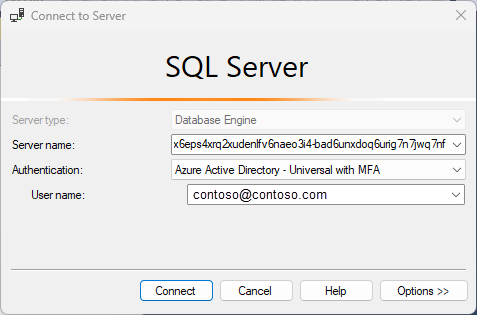 Connect to Server
SQL Server
Server type: Database Engine
Server name: x6eps4xrq2xudenlfv6naeo3i4-bad6unxdoq6urig7n7jwq7nf
Authentication: Azure Active Directory - Universal with MFA
User name: contoso@contoso.com
Connect Cancel Help Options >>